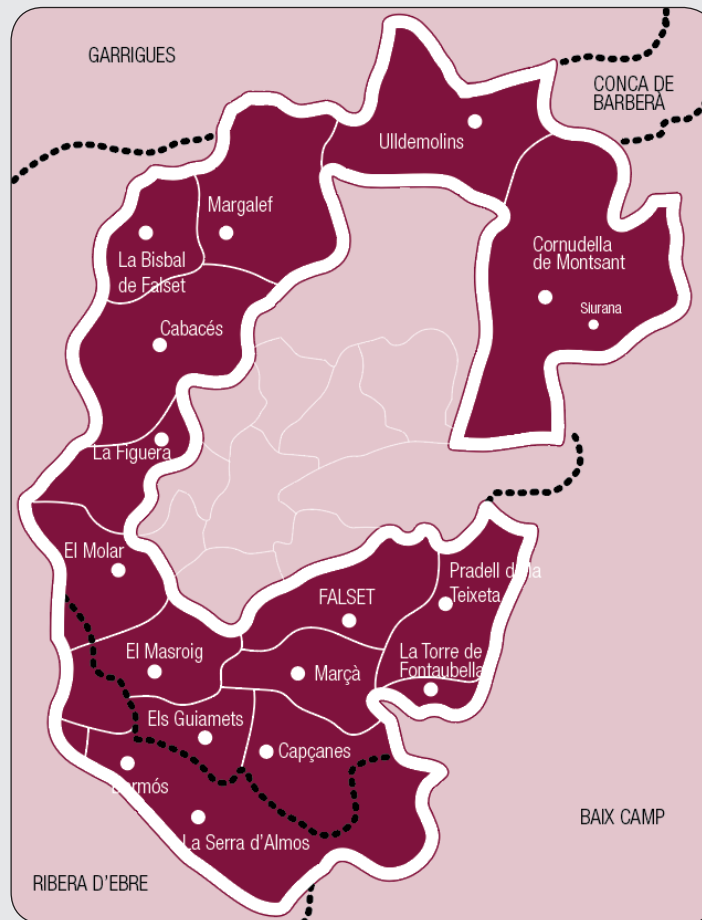 GARRIGUES
CONCA DE
BARBERÀ
Ulldemolins
Margalef
La Bisbal
de Falset
Cornudella
de Montsant
Siurana
Cabacés
La Figuera
El Molar
FALSET
Pradell de la
Teixeta
El Masroig
Marçà
La Torre de
Fontaubella
Els Guiamets
Capçanes
Darmós
La Serra d'Almos
BAIX CAMP
RIBERA D'EBRE